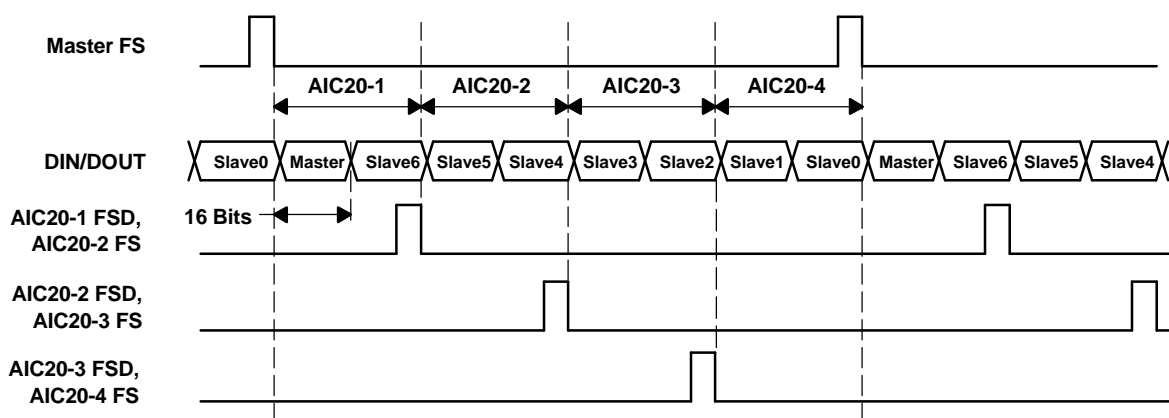 Master FS
AIC20-1 AIC20-2 AIC20-3 AIC20-4
DIN/DOUT Slave0 Master Slave6 Slave5 Slave4 Slave3 Slave2 Slave1 Slave0 Master Slave6 Slave5 Slave4
16 Bits
AIC20-1 FSD,
AIC20-2 FS
AIC20-2 FSD,
AIC20-3 FS
AIC20-3 FSD,
AIC20-4 FS